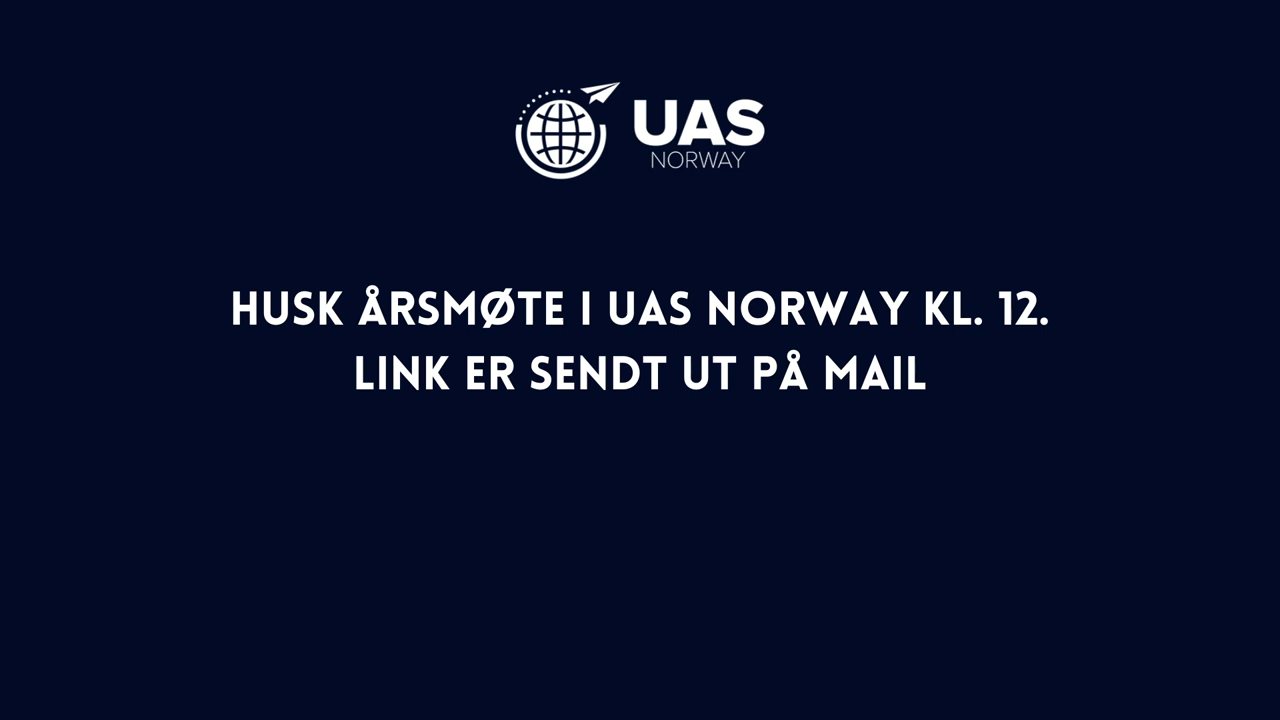 UAS
NORWAY
HUSK ÅRSMØTE I UAS NORWAY KL. 12.
LINK ER SENDT UT PÅ MAIL